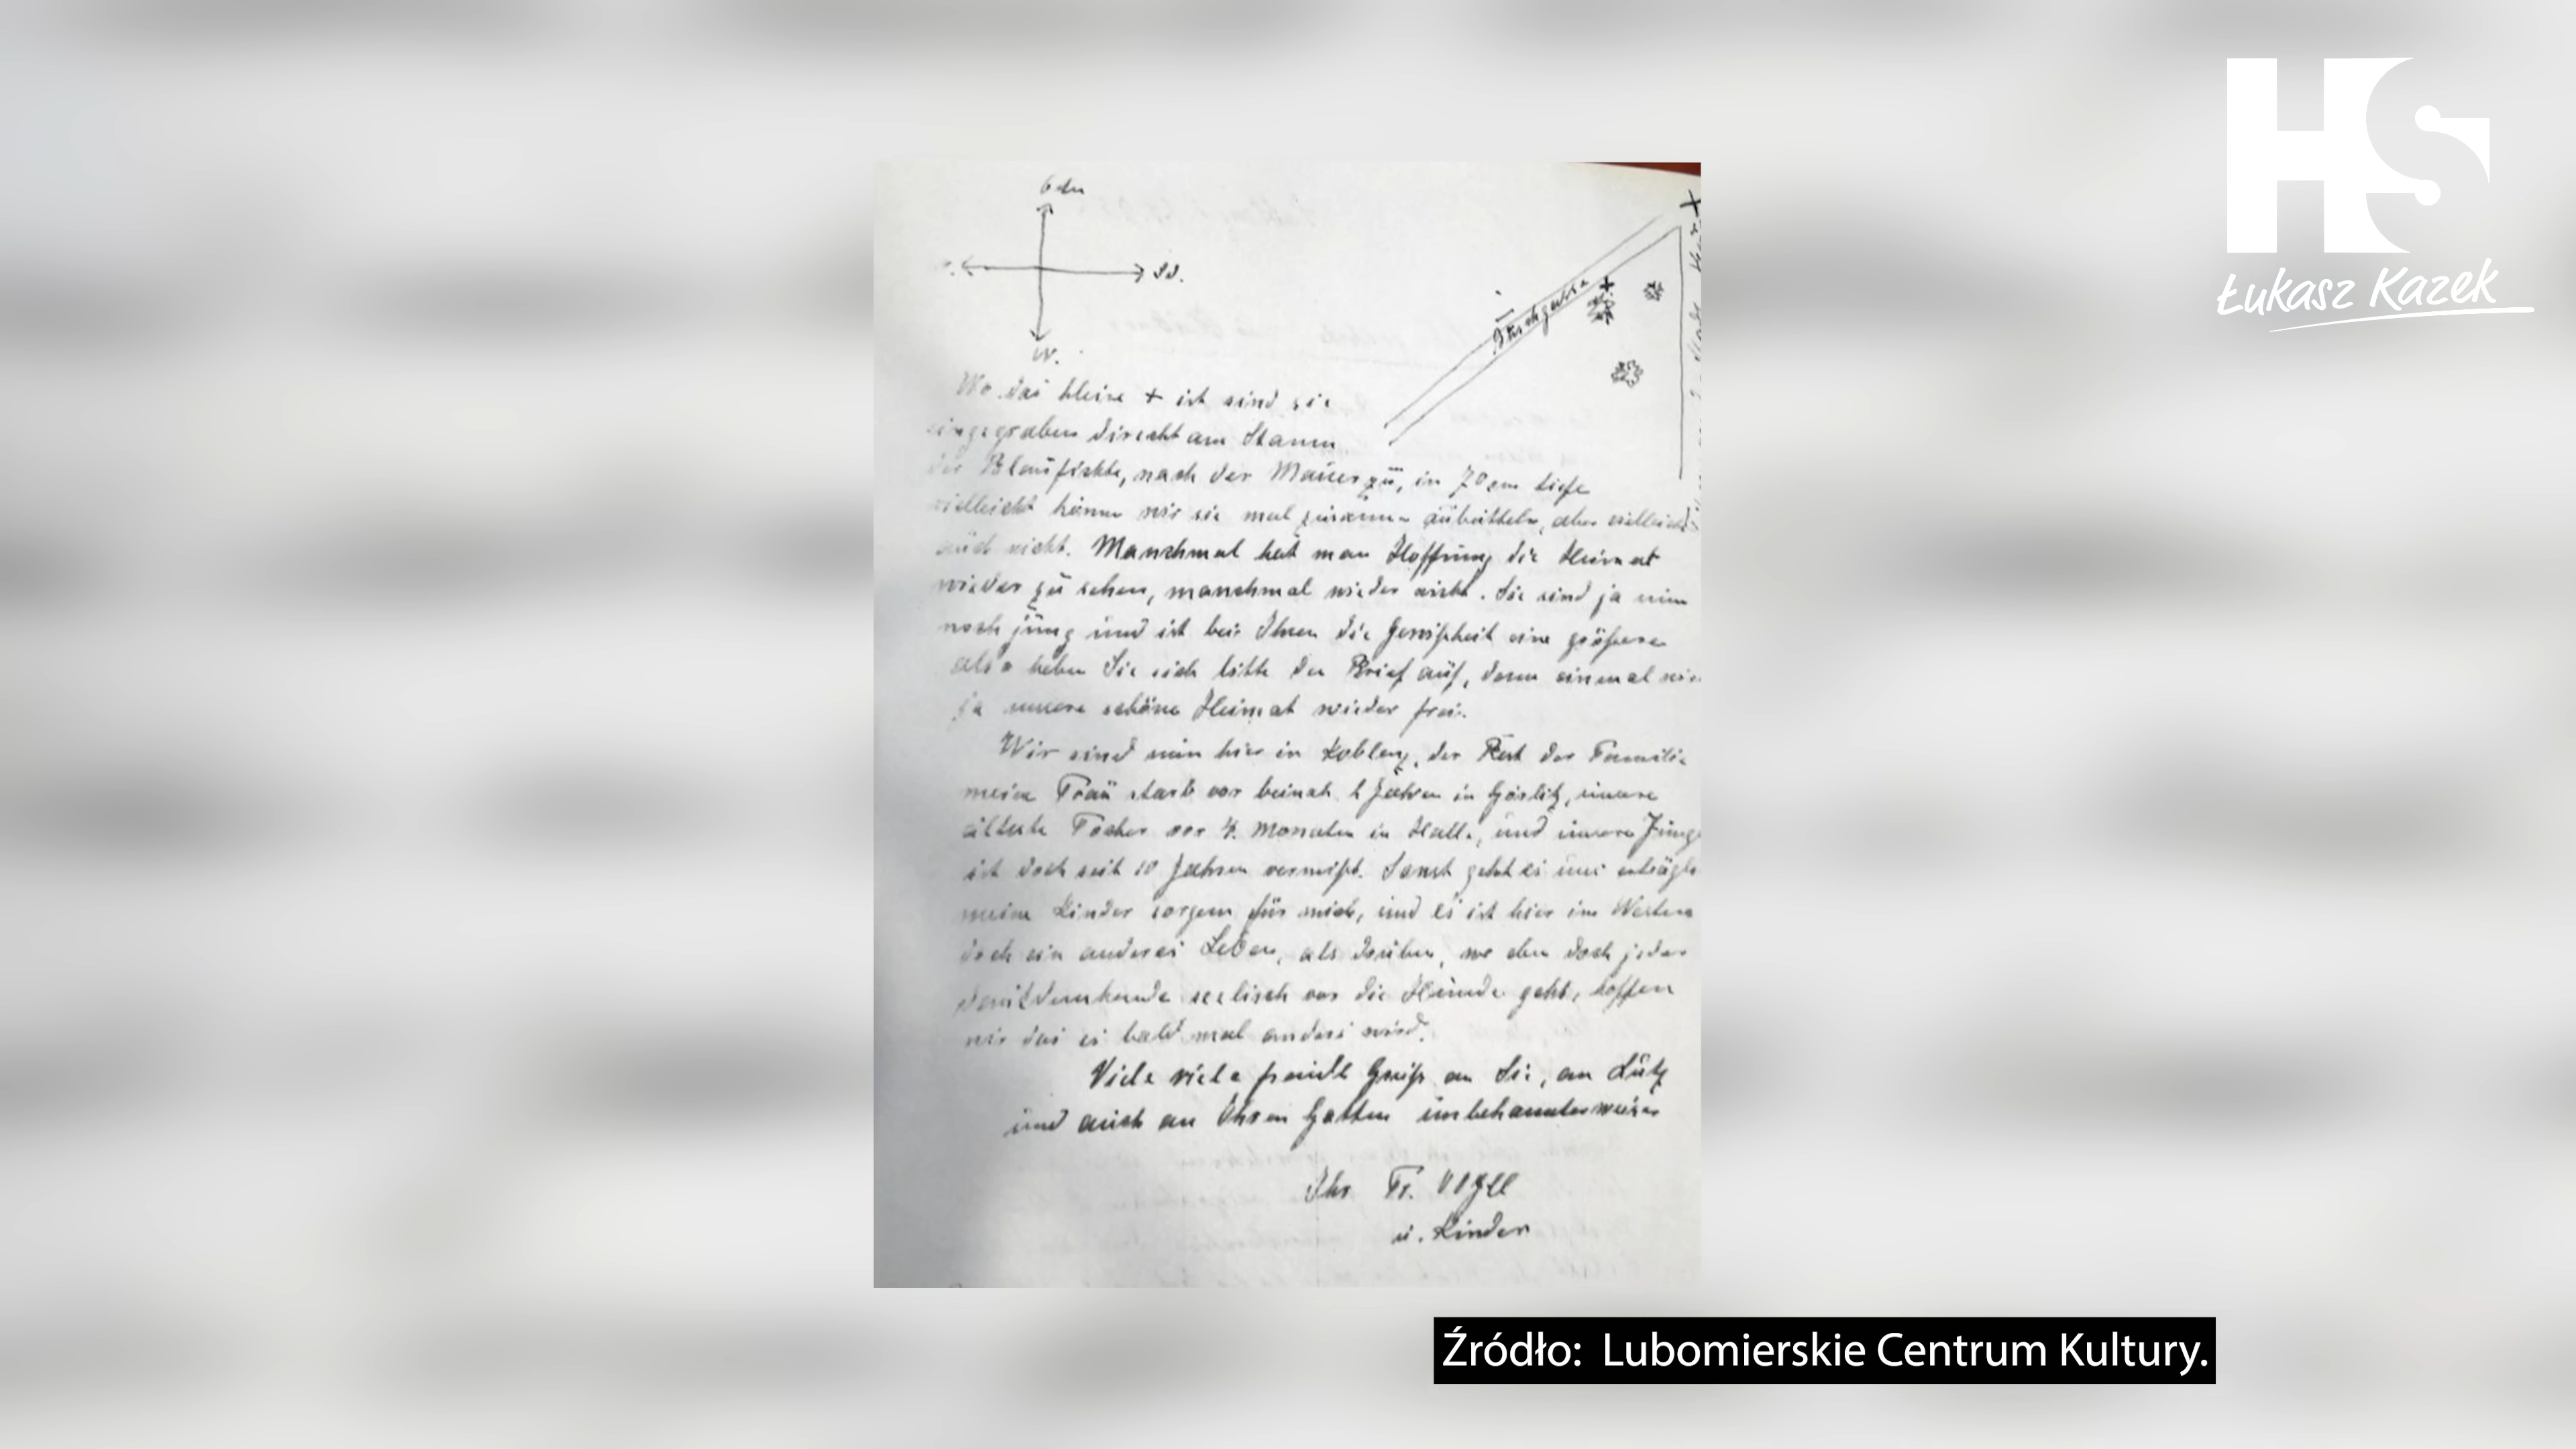 HS
Łukasz Kazek
W.
Wo das kleine + ist sind sie
eingegraben direckt am Stamm
der Blaufichte, nach der Mauer zu, in 70 cm tiefe
vielleicht können wir sie mal zusammen aubutteln, aber vielleicht
auch nicht. Manchmal hat man Hoffnung die Heimat
wieder zu sehen, manchmal wieder nicht. Sie sind ja nun
noch jung und ist bei Ihnen die Gewißheit eine größere
also heben Sie sich bitte den Brief auf, denn einmal wird
ja unsere schöne Heimat wieder frei.
Wir sind nun hier in Koblenz, der Rest der Familie
meine Frau starb vor beinah Jahren in Görlitz, unsere
älteste Tochter vor 4. Monaten in Halle, und unser Junge
ist doch seit 10 Jahren vermißt. Sonst geht es uns erträgli
meine Kinder sorgen für mich, und es ist hier im Westen
doch ein anderes Leben, als drüben, wo eben doch jeder
deutschdenkende seelisch vor die Hunde geht, hoffen
wir das es bald mal anders wird.
Viele viele freudl Grüße an Sie, an Lutz
und auch an Ihren Gatten unbekannterweise
Ihr Fr. Vogel
u. Kinder
Źródło: Lubomierskie Centrum Kultury.